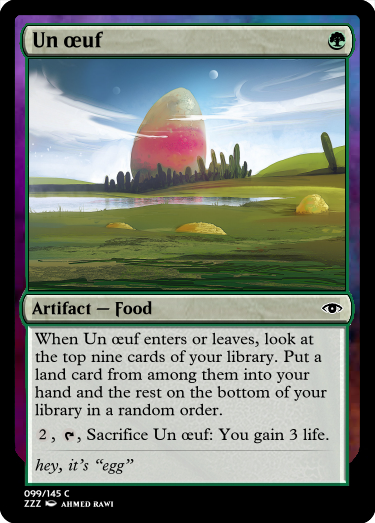 Un œuf
Artifact — Food
When Un œuf enters or leaves, look at
the top nine cards of your library. Put a
land card from among them into your
hand and the rest on the bottom of your
library in a random order.
2 , , Sacrifice Un œuf: You gain 3 life.
hey, it's “egg”
099/145 C
ZZZ AHMED RAWI